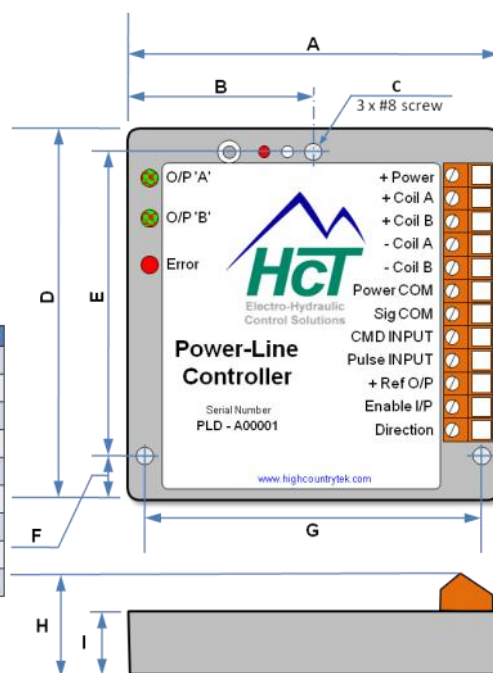 A
B
C
3 x #8 screw
O/P 'A'
O/P 'B'
Error
+ Power
+ Coil A
+ Coil B
- Coil A
- Coil B
Power COM
Sig COM
CMD INPUT
Pulse INPUT
+ Ref O/P
Enable I/P
Direction
HcT
Electro-Hydraulic
Control Solutions
Power-Line
Controller
Serial Number
PLD - A00001
www.highcountrytek.com
D
E
F
G
H
I